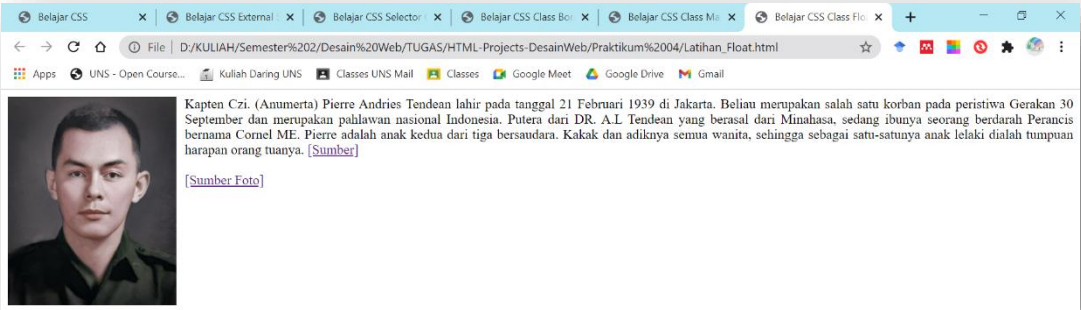 Belajar CSS
Belajar CSS External
Belajar CSS Selector
Belajar CSS Class Bor
Belajar CSS Class Ma
Belajar CSS Class Flo
File | D:/KULIAH/Semester%202/Desain%20Web/TUGAS/HTML-Projects-DesainWeb/Praktikum%2004/Latihan_Float.html
Apps UNS - Open Course... Kuliah Daring UNS Classes UNS Mail Classes Google Meet Google Drive Gmail
Kapten Czi. (Anumerta) Pierre Andries Tendean lahir pada tanggal 21 Februari 1939 di Jakarta. Beliau merupakan salah satu korban pada peristiwa Gerakan 30
September dan merupakan pahlawan nasional Indonesia. Putera dari DR. A.L Tendean yang berasal dari Minahasa, sedang ibunya seorang berdarah Perancis
bernama Cornel ME. Pierre adalah anak kedua dari tiga bersaudara. Kakak dan adiknya semua wanita, sehingga sebagai satu-satunya anak lelaki dialah tumpuan
harapan orang tuanya. [Sumber]
[Sumber Foto]